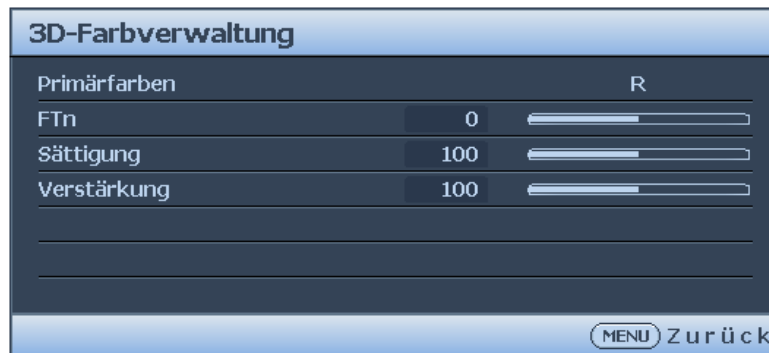 3D-Farbverwaltung
Primärfarben R
FTn 0
Sättigung 100
Verstärkung 100
MENU Zurück